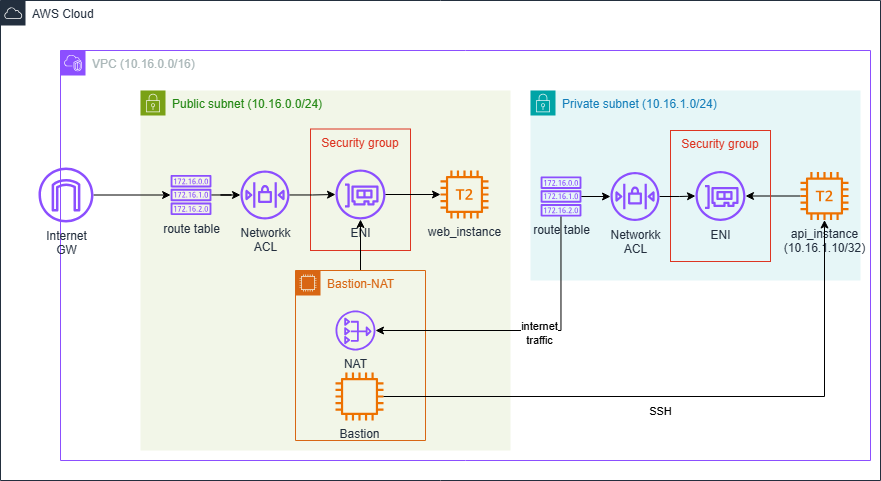 AWS Cloud
VPC (10.16.0.0/16)
Public subnet (10.16.0.0/24)
Private subnet (10.16.1.0/24)
Security group
Security group
172.16.0.0
172.16.1.0
172.16.2.0
T2
172.16.0.0
172.16.1.0
172.16.2.0
T2
Internet
GW
route table
Networkk
ACL
ENI
web_instance
route table
Networkk
ACL
ENI
api_instance
(10.16.1.10/32)
Bastion-NAT
internet
traffic
NAT
SSH
Bastion